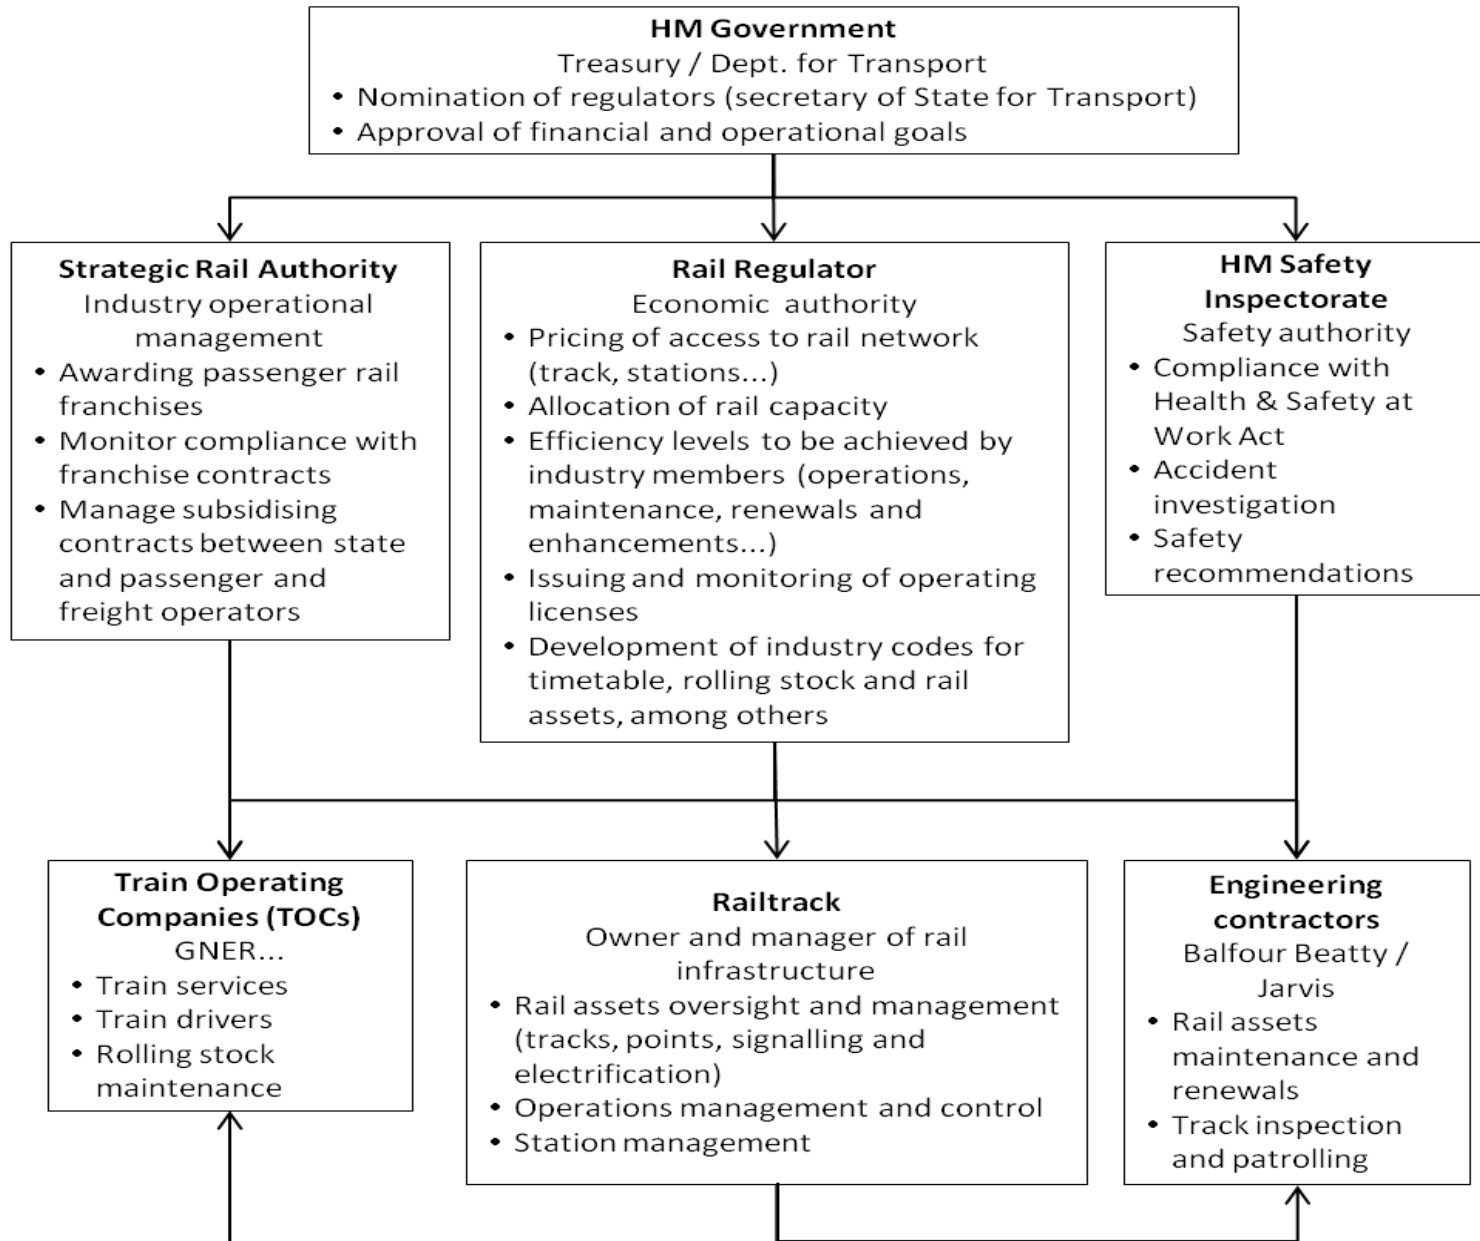 HM Government
Treasury / Dept. for Transport
• Nomination of regulators (secretary of State for Transport)
• Approval of financial and operational goals
Strategic Rail Authority
Industry operational
management
• Awarding passenger rail
franchises
• Monitor compliance with
franchise contracts
• Manage subsidising
contracts between state
and passenger and
freight operators
Rail Regulator
Economic authority
• Pricing of access to rail network
(track, stations...)
• Allocation of rail capacity
• Efficiency levels to be achieved by
industry members (operations,
maintenance, renewals and
enhancements...)
• Issuing and monitoring of operating
licenses
• Development of industry codes for
timetable, rolling stock and rail
assets, among others
HM Safety
Inspectorate
Safety authority
• Compliance with
Health & Safety at
Work Act
• Accident
investigation
• Safety
recommendations
Train Operating
Companies (TOCs)
GNER...
• Train services
• Train drivers
• Rolling stock
maintenance
Railtrack
Owner and manager of rail
infrastructure
• Rail assets oversight and management
(tracks, points, signalling and
electrification)
• Operations management and control
• Station management
Engineering
contractors
Balfour Beatty /
Jarvis
• Rail assets
maintenance and
renewals
• Track inspection
and patrolling